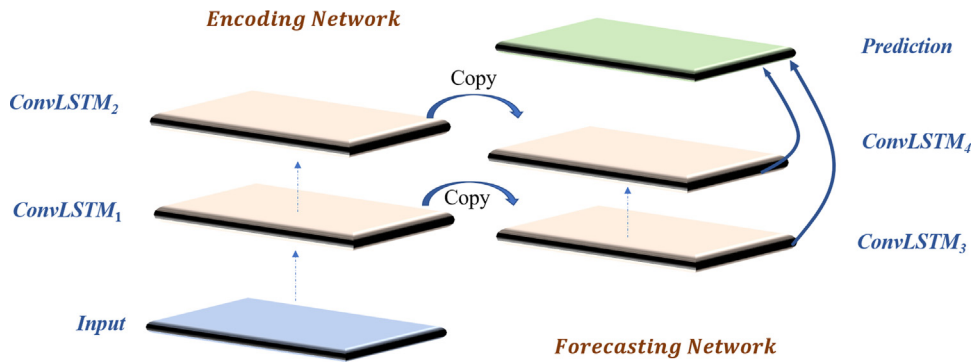 Encoding Network
Prediction
Copy
ConvLSTM₂
ConvLSTM₄
ConvLSTM₁
Copy
ConvLSTM₃
Input
Forecasting Network